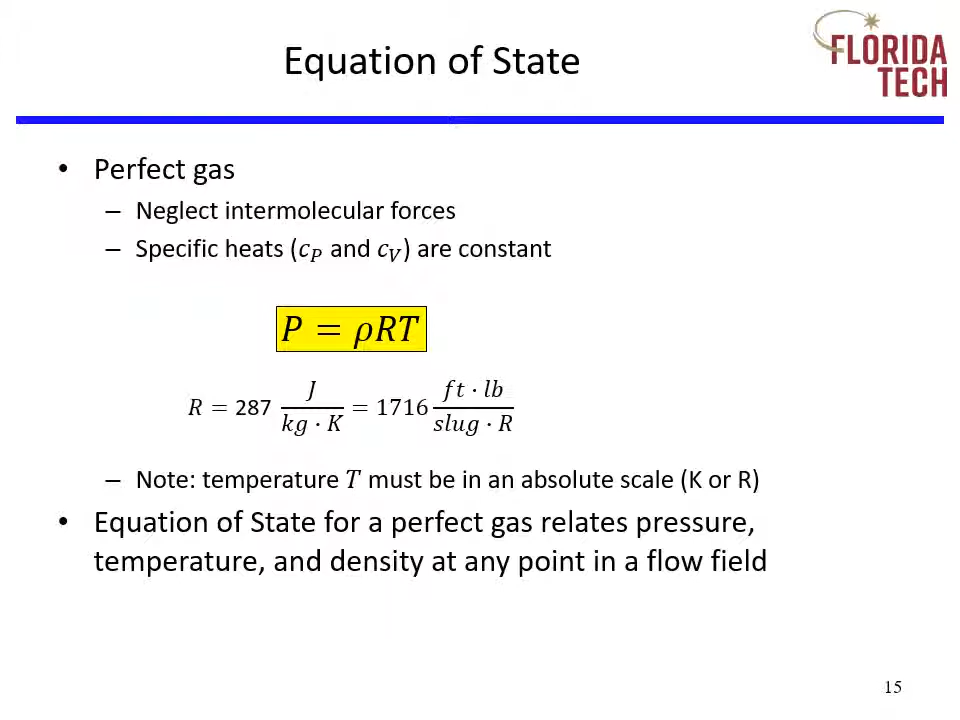 Equation of State
FLORIDA
TECH
• Perfect gas
– Neglect intermolecular forces
– Specific heats (c_P and c_V) are constant
P = ρRT
R = 287 J/(kg · K) = 1716 (ft · lb)/(slug · R)
– Note: temperature T must be in an absolute scale (K or R)
• Equation of State for a perfect gas relates pressure,
temperature, and density at any point in a flow field
15